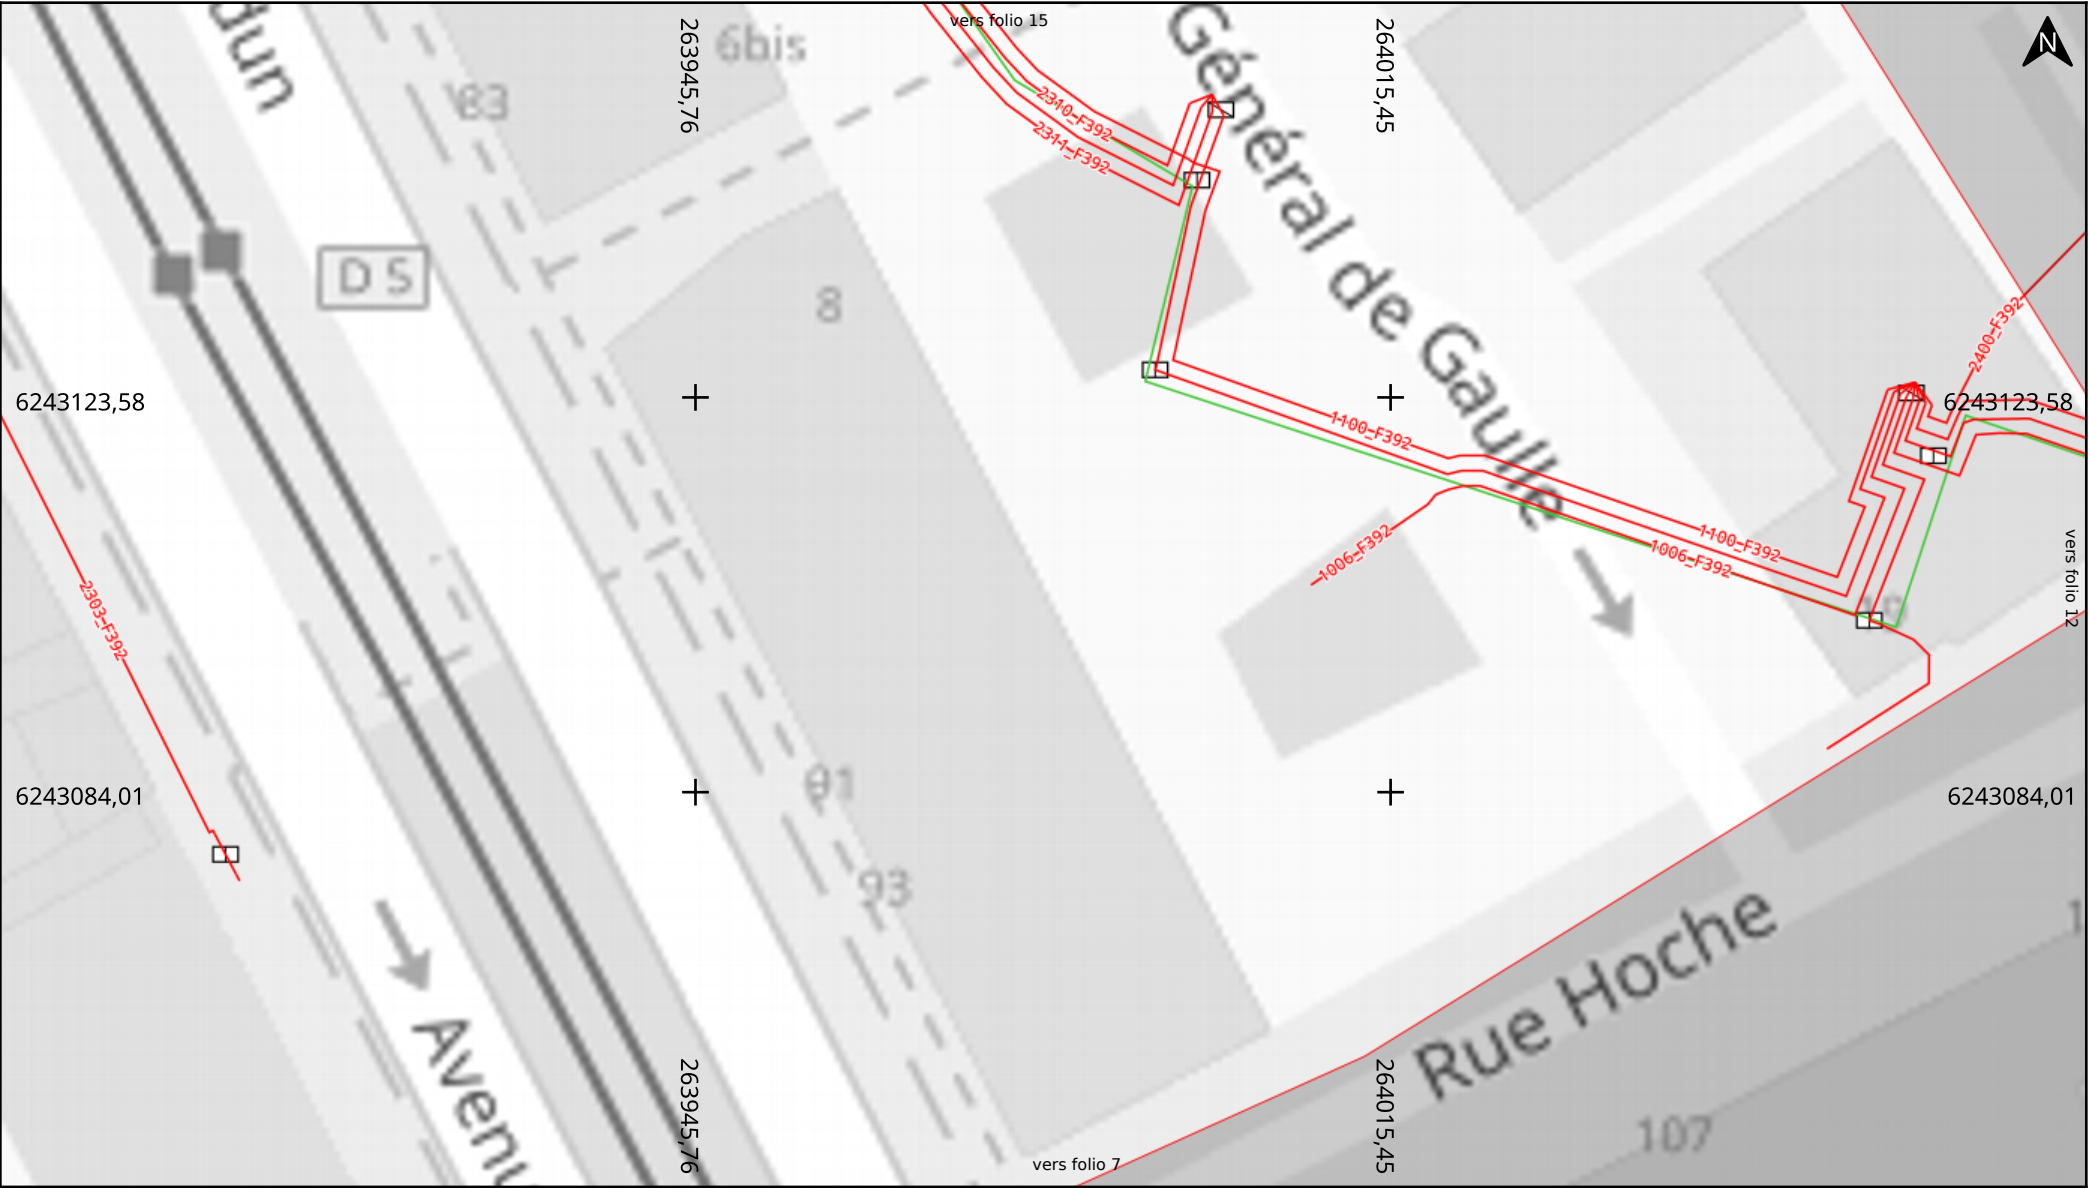 vers folio 15
263945,76
264015,45
N
dun
6bis
83
Général de Gaulle
2310_F392
2311_F392
D 5
8
2400_F392
6243123,58
6243123,58
1100_F392
1100_F392
1006_F392
1006_F392
vers folio 12
2303_F392
91
6243084,01
6243084,01
93
Rue Hoche
Avenu
263945,76
264015,45
107
vers folio 7